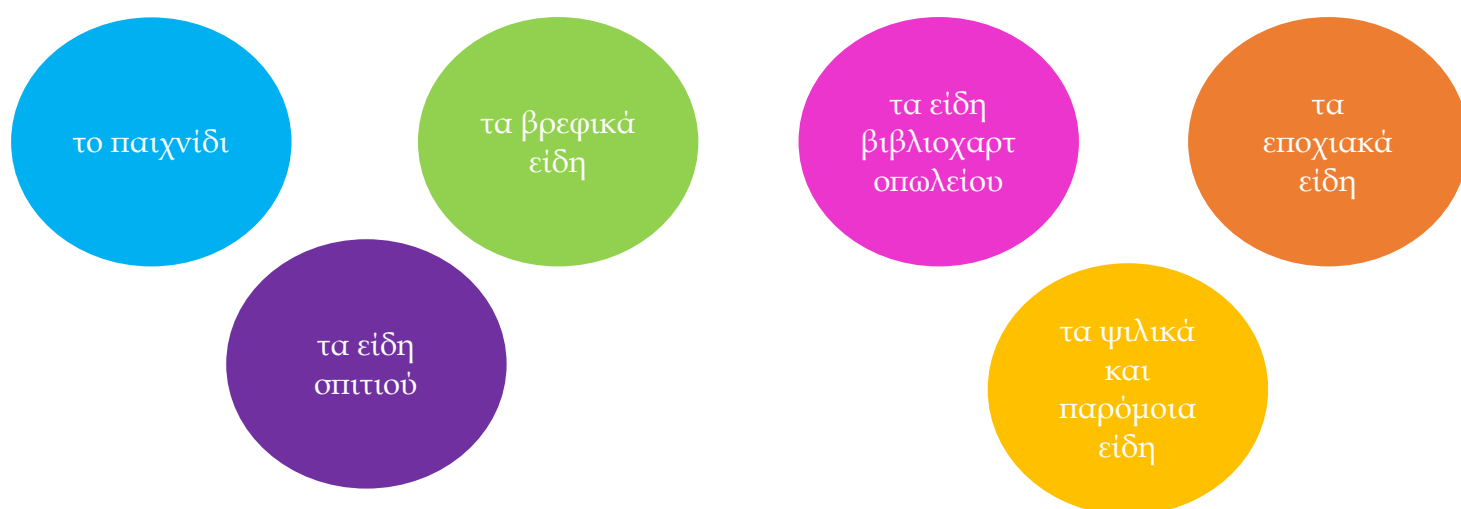 το παιχνίδι
τα βρεφικά
είδη
τα είδη
βιβλιοχαρτ
οπωλείου
τα
εποχιακά
είδη
τα είδη
σπιτιού
τα ψιλικά
και
παρόμοια
είδη